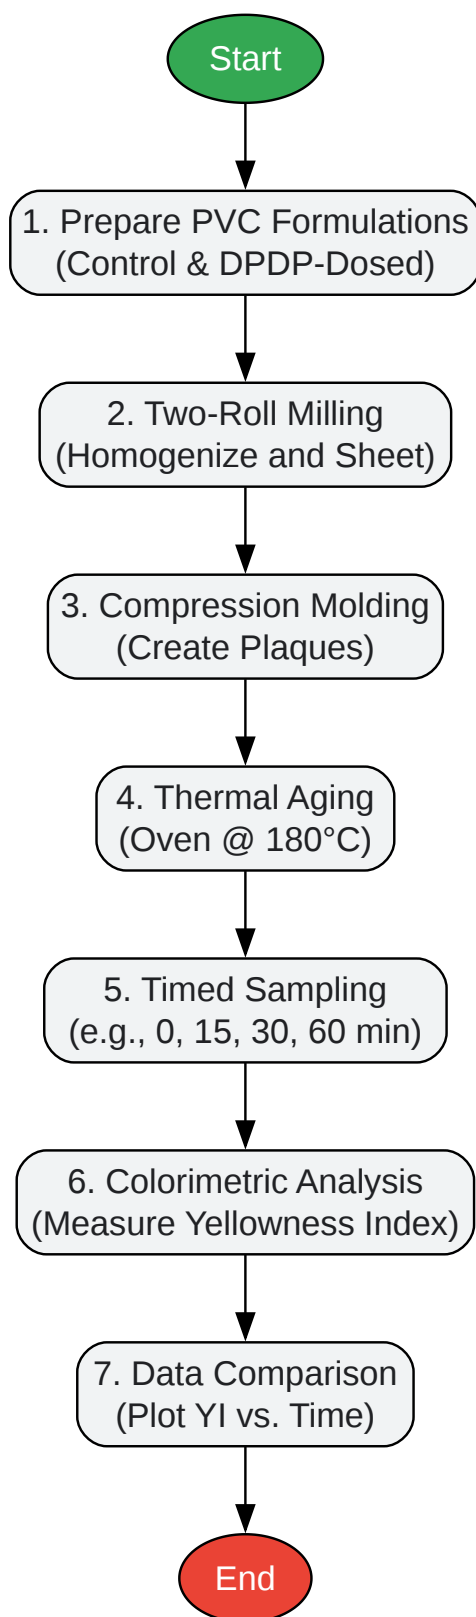 Start
1. Prepare PVC Formulations
(Control & DPDP-Dosed)
2. Two-Roll Milling
(Homogenize and Sheet)
3. Compression Molding
(Create Plaques)
4. Thermal Aging
(Oven @ 180°C)
5. Timed Sampling
(e.g., 0, 15, 30, 60 min)
6. Colorimetric Analysis
(Measure Yellowness Index)
7. Data Comparison
(Plot YI vs. Time)
End